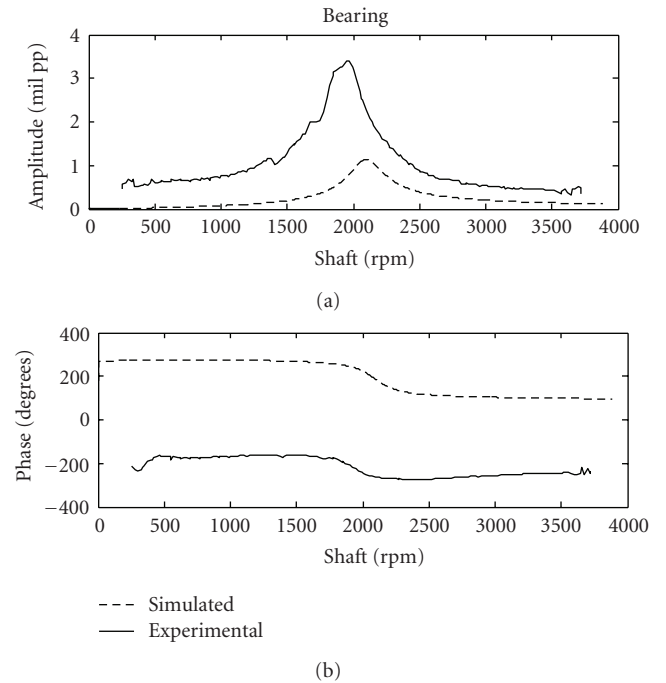 Bearing
Amplitude (mil pp)
4
3
2
1
0
0 500 1000 1500 2000 2500 3000 3500 4000
Shaft (rpm)
(a)
Phase (degrees)
400
200
0
−200
−400
0 500 1000 1500 2000 2500 3000 3500 4000
Shaft (rpm)
Simulated
Experimental
(b)